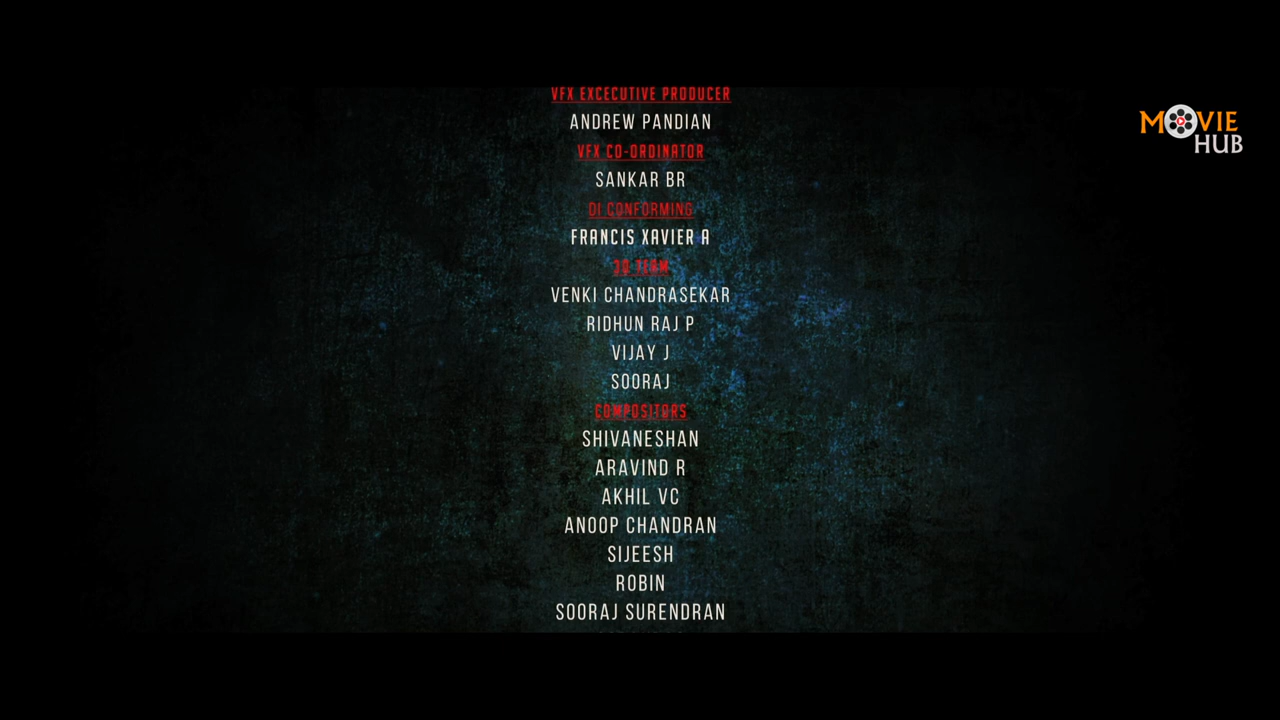 VFX EXCECUTIVE PRODUCER
ANDREW PANDIAN
VFX CO-ORDINATOR
SANKAR BR
DI CONFORMING
FRANCIS XAVIER A
3D TEAM
VENKI CHANDRASEKAR
RIDHUN RAJ P
VIJAY J
SOORAJ
COMPOSITORS
SHIVANESHAN
ARAVIND R
AKHIL VC
ANOOP CHANDRAN
SIJEESH
ROBIN
SOORAJ SURENDRAN
MOVIE
HUB